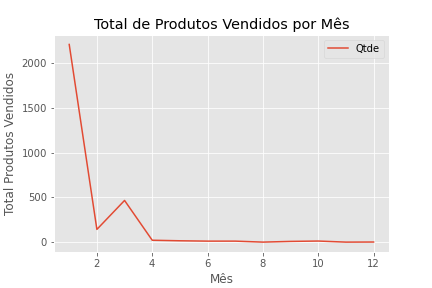 Total de Produtos Vendidos por Mês
Qtde
Total Produtos Vendidos
2000
1500
1000
500
0
2 4 6 8 10 12
Mês